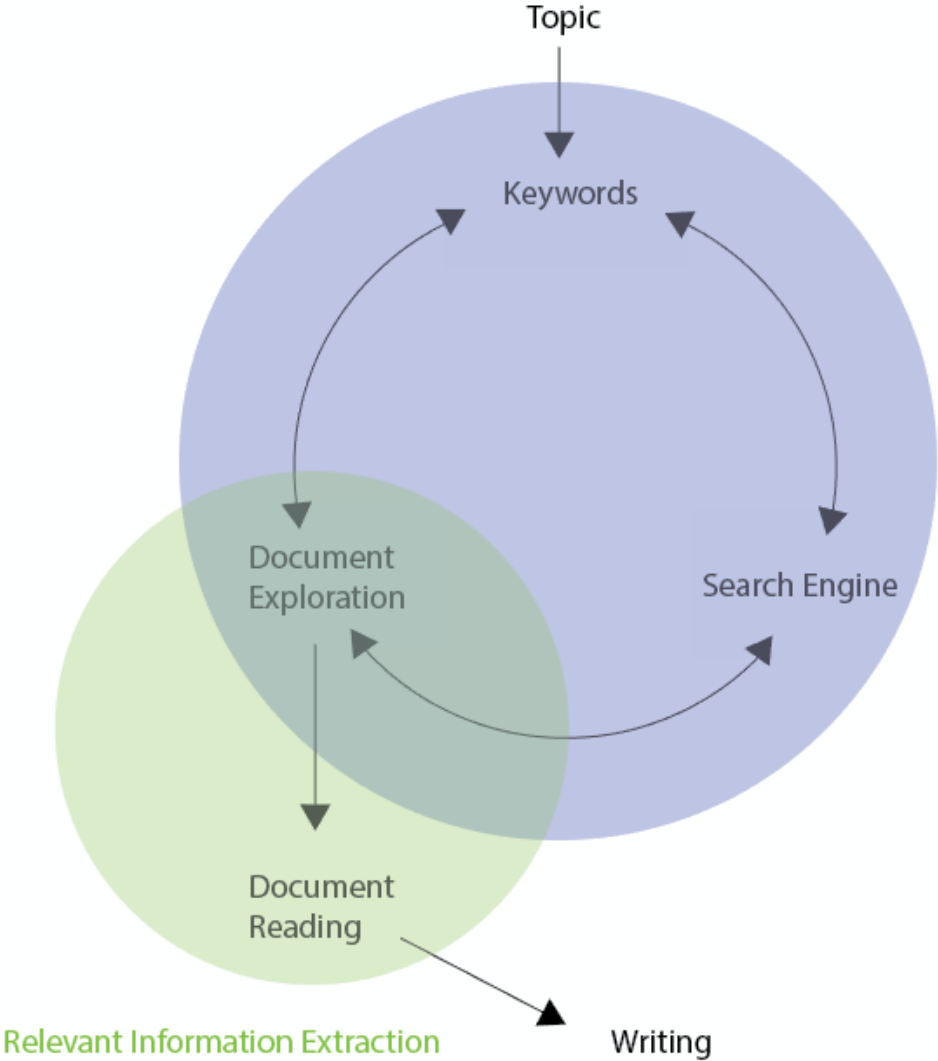 Topic
Keywords
Document
Exploration
Search Engine
Document
Reading
Relevant Information Extraction
Writing